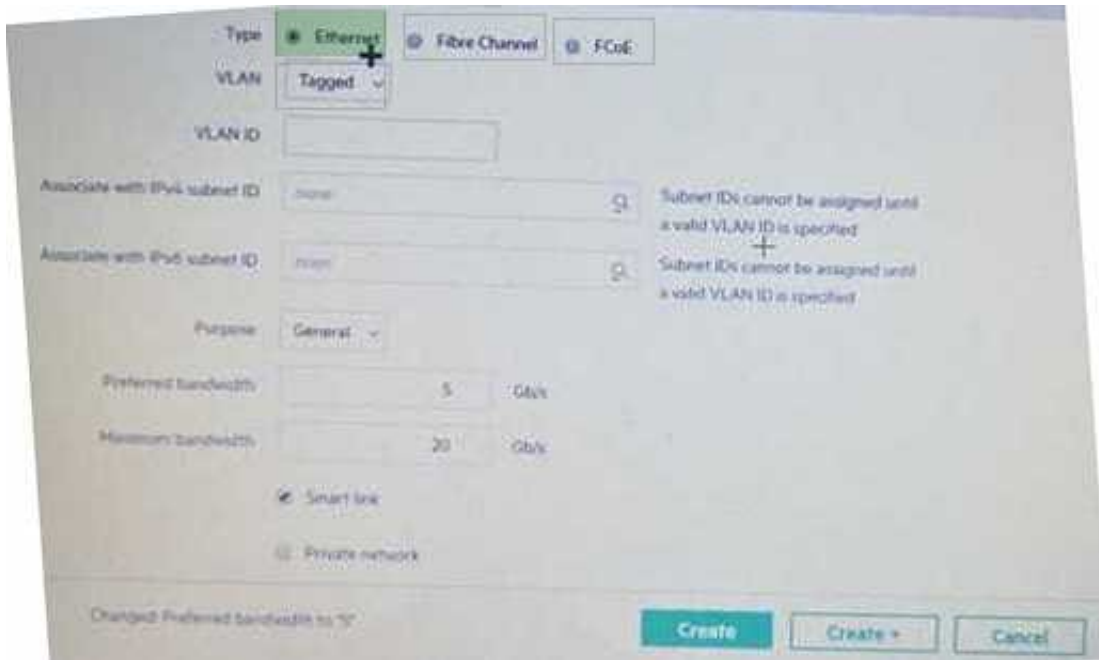 Type Ethernet Fibre Channel FCoE
VLAN Tagged
VLAN ID
Associate with IPv4 subnet ID none Subnet IDs cannot be assigned until
a valid VLAN ID is specified
Associate with IPv6 subnet ID none Subnet IDs cannot be assigned until
a valid VLAN ID is specified
Purpose General
Preferred bandwidth 5 Gb/s
Maximum bandwidth 20 Gb/s
Smart link
Private network
Changed: Preferred bandwidth to "5"
Create Create + Cancel